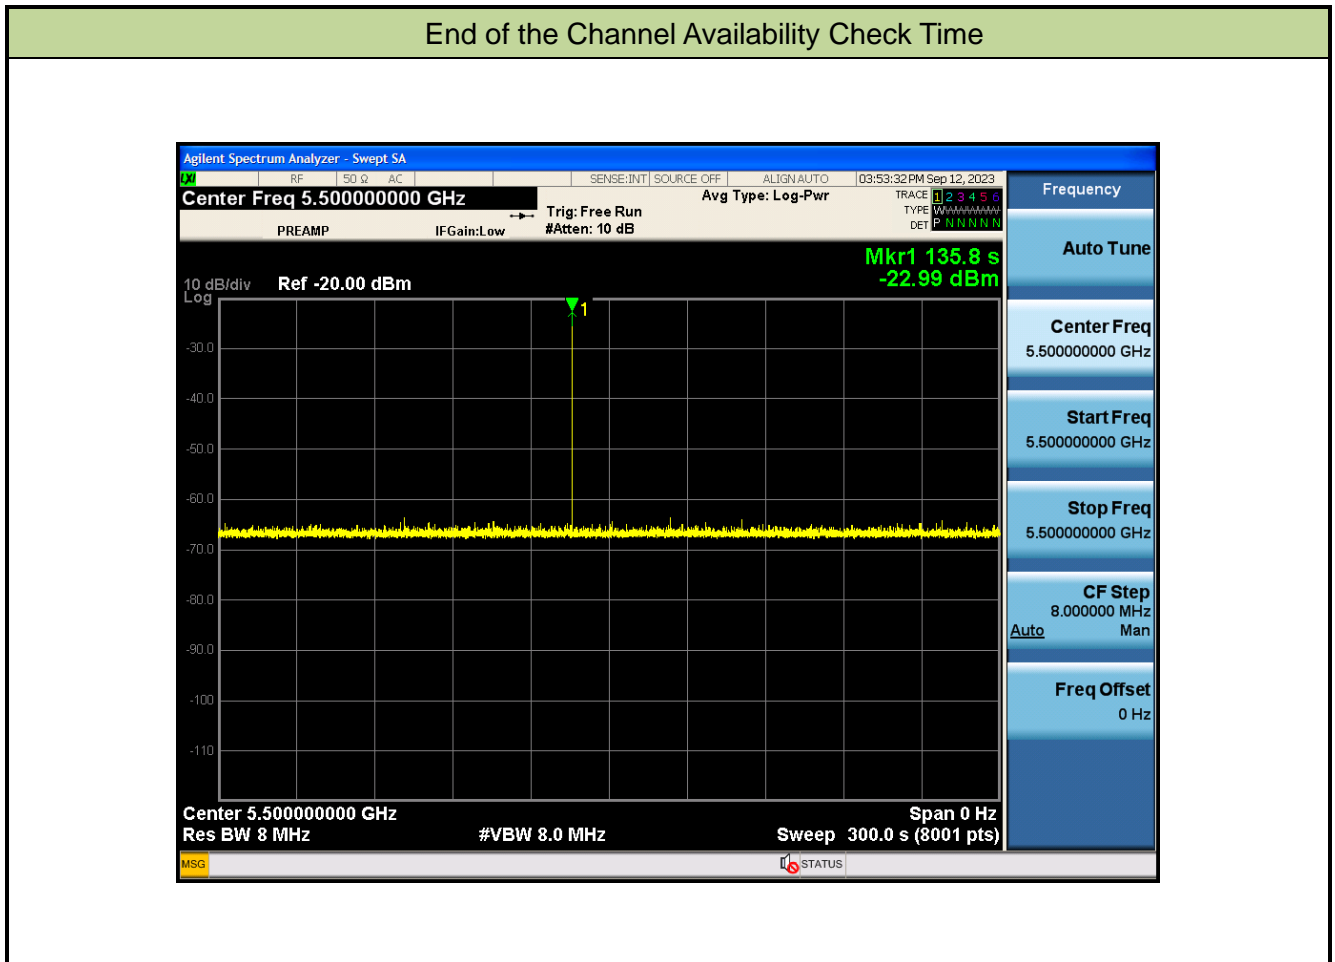 End of the Channel Availability Check Time
Agilent Spectrum Analyzer - Swept SA
LXI RF 50 Ω AC SENSE:INT SOURCE OFF ALIGN AUTO 03:53:32 PM Sep 12, 2023
Center Freq 5.500000000 GHz
Avg Type: Log-Pwr
TRACE 1 2 3 4 5 6
TYPE W
DET P N N N N N
PREAMP
IFGain:Low
Trig: Free Run
#Atten: 10 dB
Mkr1 135.8 s
-22.99 dBm
10 dB/div Ref -20.00 dBm
Log
1
-30.0
-40.0
-50.0
-60.0
-70.0
-80.0
-90.0
-100
-110
Center 5.500000000 GHz Span 0 Hz
Res BW 8 MHz #VBW 8.0 MHz Sweep 300.0 s (8001 pts)
MSG STATUS
Frequency
Auto Tune
Center Freq
5.500000000 GHz
Start Freq
5.500000000 GHz
Stop Freq
5.500000000 GHz
CF Step
8.000000 MHz
Auto Man
Freq Offset
0 Hz